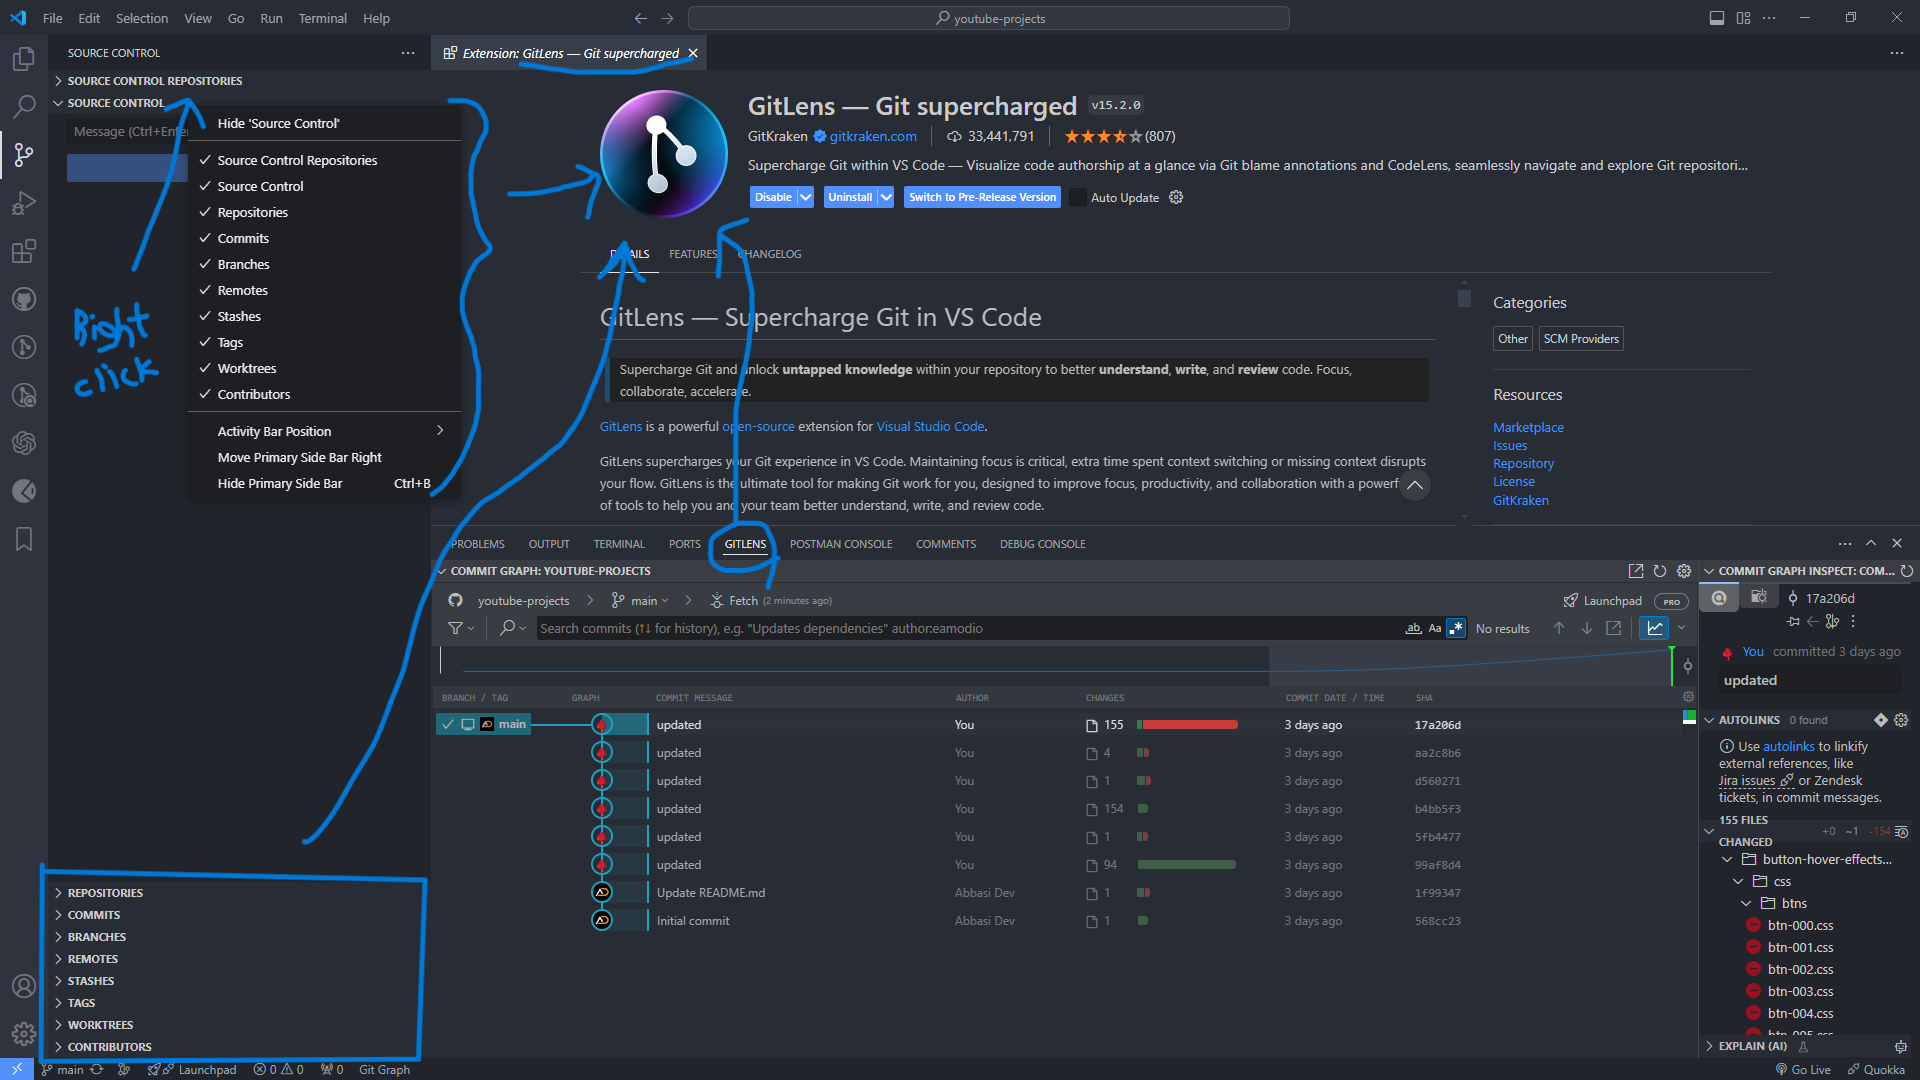 File Edit Selection View Go Run Terminal Help
youtube-projects
SOURCE CONTROL
SOURCE CONTROL REPOSITORIES
SOURCE CONTROL
Message (Ctrl+Enter
Hide 'Source Control'
Source Control Repositories
Source Control
Repositories
Commits
Branches
Remotes
Stashes
Tags
Worktrees
Contributors
Activity Bar Position
Move Primary Side Bar Right
Hide Primary Side Bar Ctrl+B
Right
click
REPOSITORIES
COMMITS
BRANCHES
REMOTES
STASHES
TAGS
WORKTREES
CONTRIBUTORS
Extension: GitLens — Git supercharged
GitLens — Git supercharged v15.2.0
GitKraken gitkraken.com 33,441,791 (807)
Supercharge Git within VS Code — Visualize code authorship at a glance via Git blame annotations and CodeLens, seamlessly navigate and explore Git repositori...
Disable Uninstall Switch to Pre-Release Version Auto Update
DETAILS FEATURES CHANGELOG
GitLens — Supercharge Git in VS Code
Supercharge Git and unlock untapped knowledge within your repository to better understand, write, and review code. Focus,
collaborate, accelerate.
GitLens is a powerful open-source extension for Visual Studio Code.
GitLens supercharges your Git experience in VS Code. Maintaining focus is critical, extra time spent context switching or missing context disrupts
your flow. GitLens is the ultimate tool for making Git work for you, designed to improve focus, productivity, and collaboration with a powerf
of tools to help you and your team better understand, write, and review code.
Categories
Other SCM Providers
Resources
Marketplace
Issues
Repository
License
GitKraken
PROBLEMS OUTPUT TERMINAL PORTS GITLENS POSTMAN CONSOLE COMMENTS DEBUG CONSOLE
COMMIT GRAPH: YOUTUBE-PROJECTS
youtube-projects main Fetch (2 minutes ago) Launchpad PRO
Search commits (↑↓ for history), e.g. "Updates dependencies" author:eamodio ab. Aa .* No results
BRANCH / TAG GRAPH COMMIT MESSAGE AUTHOR CHANGES COMMIT DATE / TIME SHA
main updated You 155 3 days ago 17a206d
updated You 4 3 days ago aa2c8b6
updated You 1 3 days ago d560271
updated You 154 3 days ago b4bb5f3
updated You 1 3 days ago 5fb4477
updated You 94 3 days ago 99af8d4
Update README.md Abbasi Dev 1 3 days ago 1f99347
Initial commit Abbasi Dev 1 3 days ago 568cc23
COMMIT GRAPH INSPECT: COM...
17a206d
You committed 3 days ago
updated
AUTOLINKS 0 found
Use autolinks to linkify
external references, like
Jira issues or Zendesk
tickets, in commit messages.
155 FILES
CHANGED +0 ~1 -154
button-hover-effects...
css
btns
btn-000.css
btn-001.css
btn-002.css
btn-003.css
btn-004.css
btn-005.css
EXPLAIN (AI)
main Launchpad 0 0 0 Git Graph Go Live Quokka